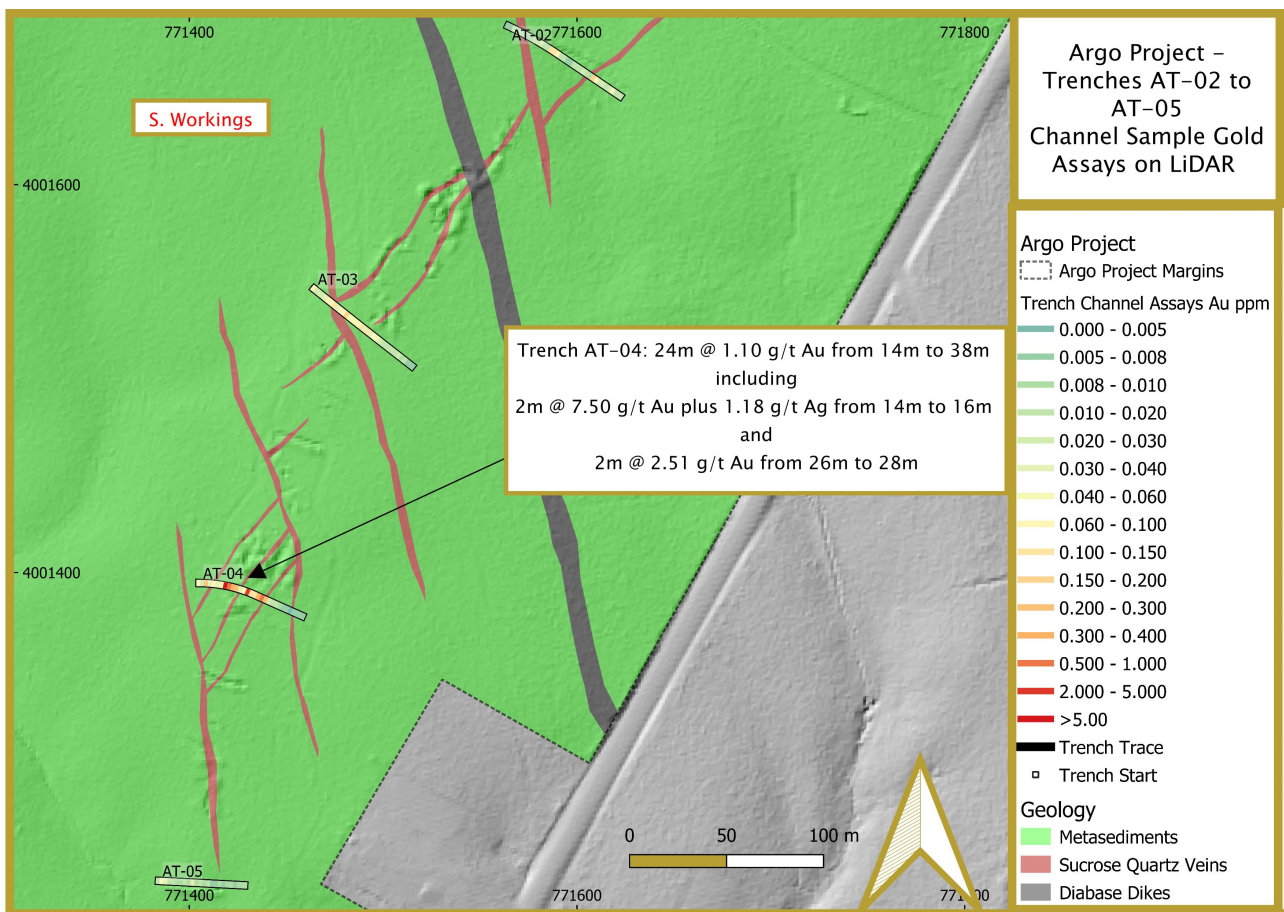 771400
771600
771800
AT-02
S. Workings
4001600
AT-03
Trench AT-04: 24m @ 1.10 g/t Au from 14m to 38m
including
2m @ 7.50 g/t Au plus 1.18 g/t Ag from 14m to 16m
and
2m @ 2.51 g/t Au from 26m to 28m
4001400
AT-04
0 50 100 m
AT-05
771400
771600
Argo Project –
Trenches AT-02 to
AT-05
Channel Sample Gold
Assays on LiDAR
Argo Project
Argo Project Margins
Trench Channel Assays Au ppm
0.000 - 0.005
0.005 - 0.008
0.008 - 0.010
0.010 - 0.020
0.020 - 0.030
0.030 - 0.040
0.040 - 0.060
0.060 - 0.100
0.100 - 0.150
0.150 - 0.200
0.200 - 0.300
0.300 - 0.400
0.500 - 1.000
2.000 - 5.000
>5.00
Trench Trace
Trench Start
Geology
Metasediments
Sucrose Quartz Veins
Diabase Dikes